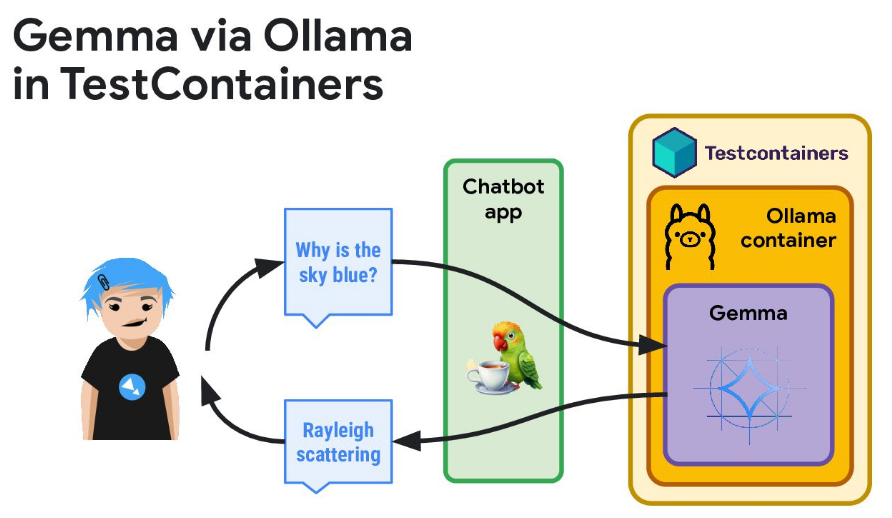 Gemma via Ollama
in TestContainers
Testcontainers
Chatbot
app
Ollama
container
Why is the
sky blue?
Gemma
Rayleigh
scattering